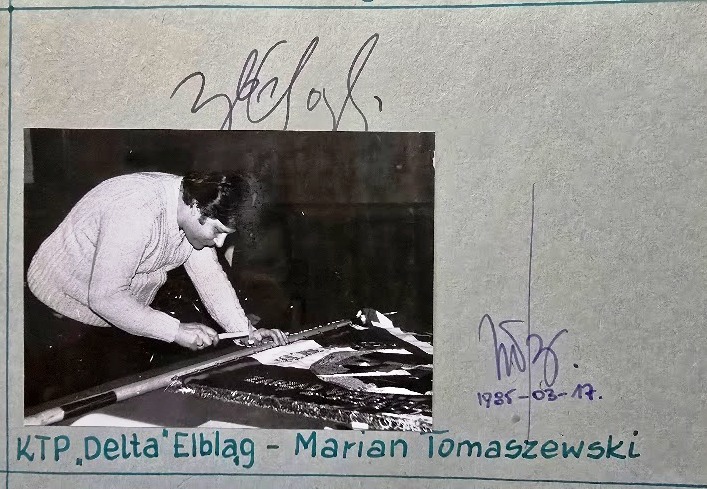 1985-03-17.
KTP „Delta" Elbląg - Marian Tomaszewski